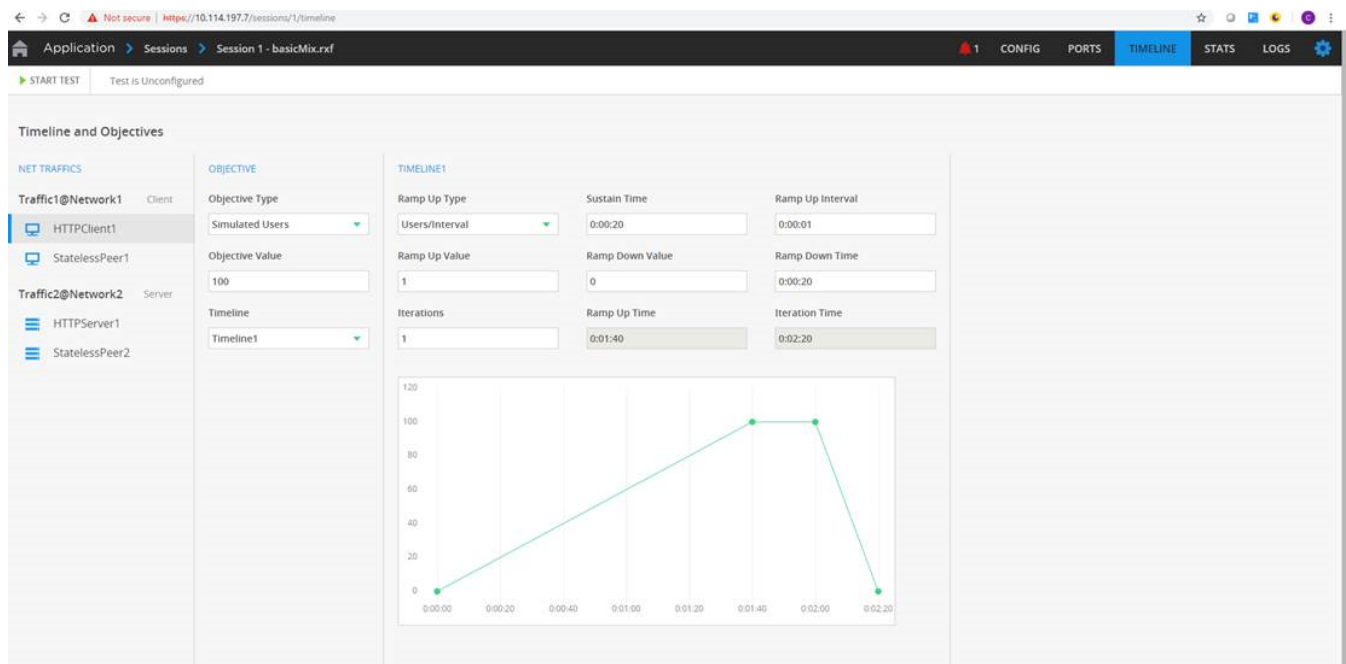 Not secure | https://10.114.197.7/sessions/1/timeline
Application > Sessions > Session 1 - basicMix.rxf 1 CONFIG PORTS TIMELINE STATS LOGS
START TEST Test is Unconfigured
Timeline and Objectives
NET TRAFFICS
Traffic1@Network1 Client
HTTPClient1
StatelessPeer1
Traffic2@Network2 Server
HTTPServer1
StatelessPeer2
OBJECTIVE
Objective Type
Simulated Users
Objective Value
100
Timeline
Timeline1
TIMELINE1
Ramp Up Type Sustain Time Ramp Up Interval
Users/Interval 0:00:20 0:00:01
Ramp Up Value Ramp Down Value Ramp Down Time
1 0 0:00:20
Iterations Ramp Up Time Iteration Time
1 0:01:40 0:02:20
120
100
80
60
40
20
0
0:00:00 0:00:20 0:00:40 0:01:00 0:01:20 0:01:40 0:02:00 0:02:20